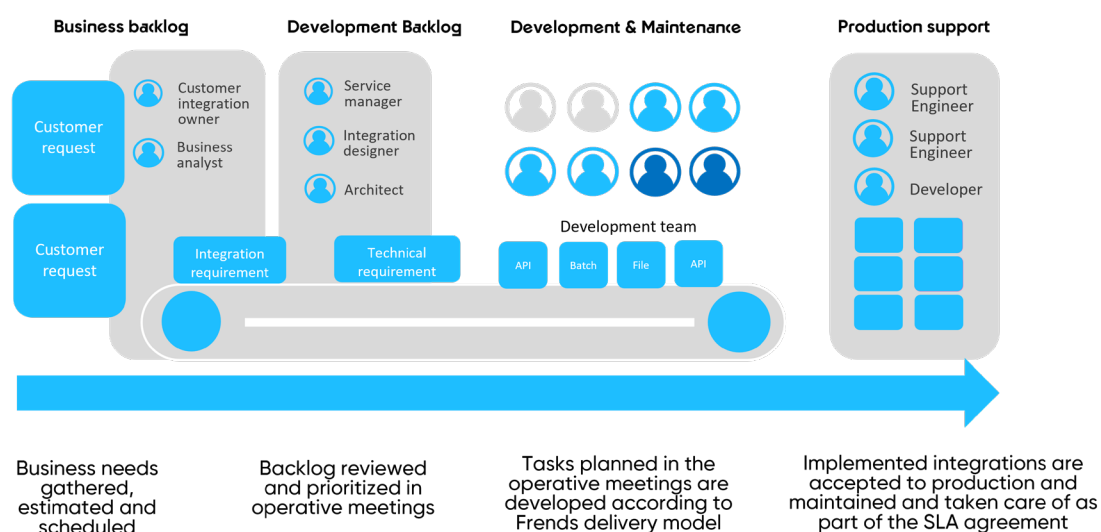 Business backlog
Development Backlog
Development & Maintenance
Production support
Customer
request
Customer
integration
owner
Business
analyst
Service
manager
Integration
designer
Architect
Support
Engineer
Support
Engineer
Developer
Customer
request
Integration
requirement
Technical
requirement
Development team
API
Batch
File
API
Business needs
gathered,
estimated and
scheduled
Backlog reviewed
and prioritized in
operative meetings
Tasks planned in the
operative meetings are
developed according to
Frends delivery model
Implemented integrations are
accepted to production and
maintained and taken care of as
part of the SLA agreement